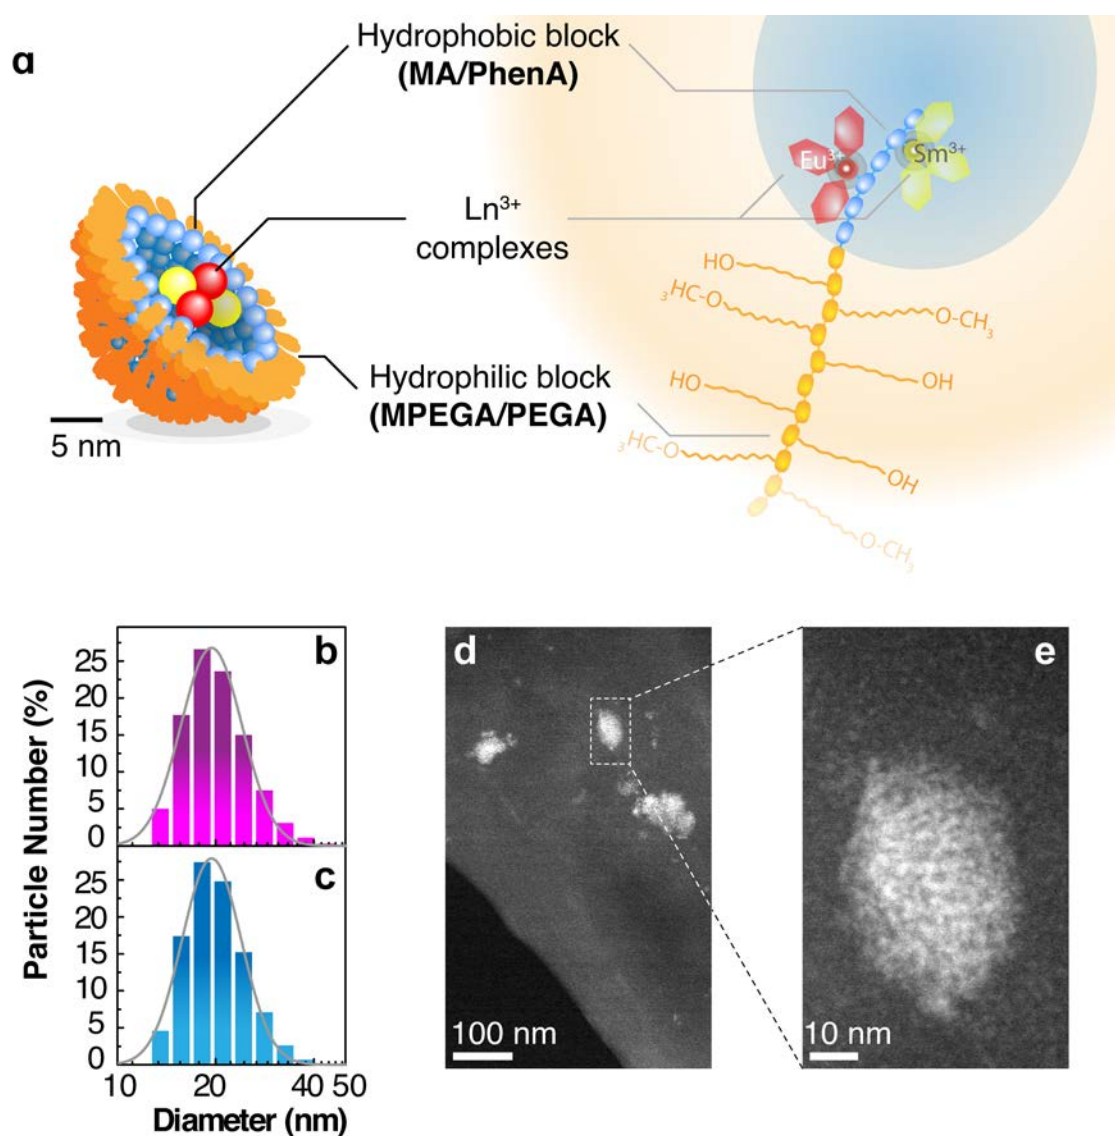 a
Hydrophobic block
(MA/PhenA)
Ln³⁺
complexes
Hydrophilic block
(MPEGA/PEGA)
5 nm
Eu³⁺
Sm³⁺
HO
₃HC-O
O-CH₃
HO
OH
₃HC-O
OH
O-CH₃
b
25
20
15
10
5
0
c
25
20
15
10
5
0
Particle Number (%)
10 20 40 50
Diameter (nm)
d
100 nm
e
10 nm